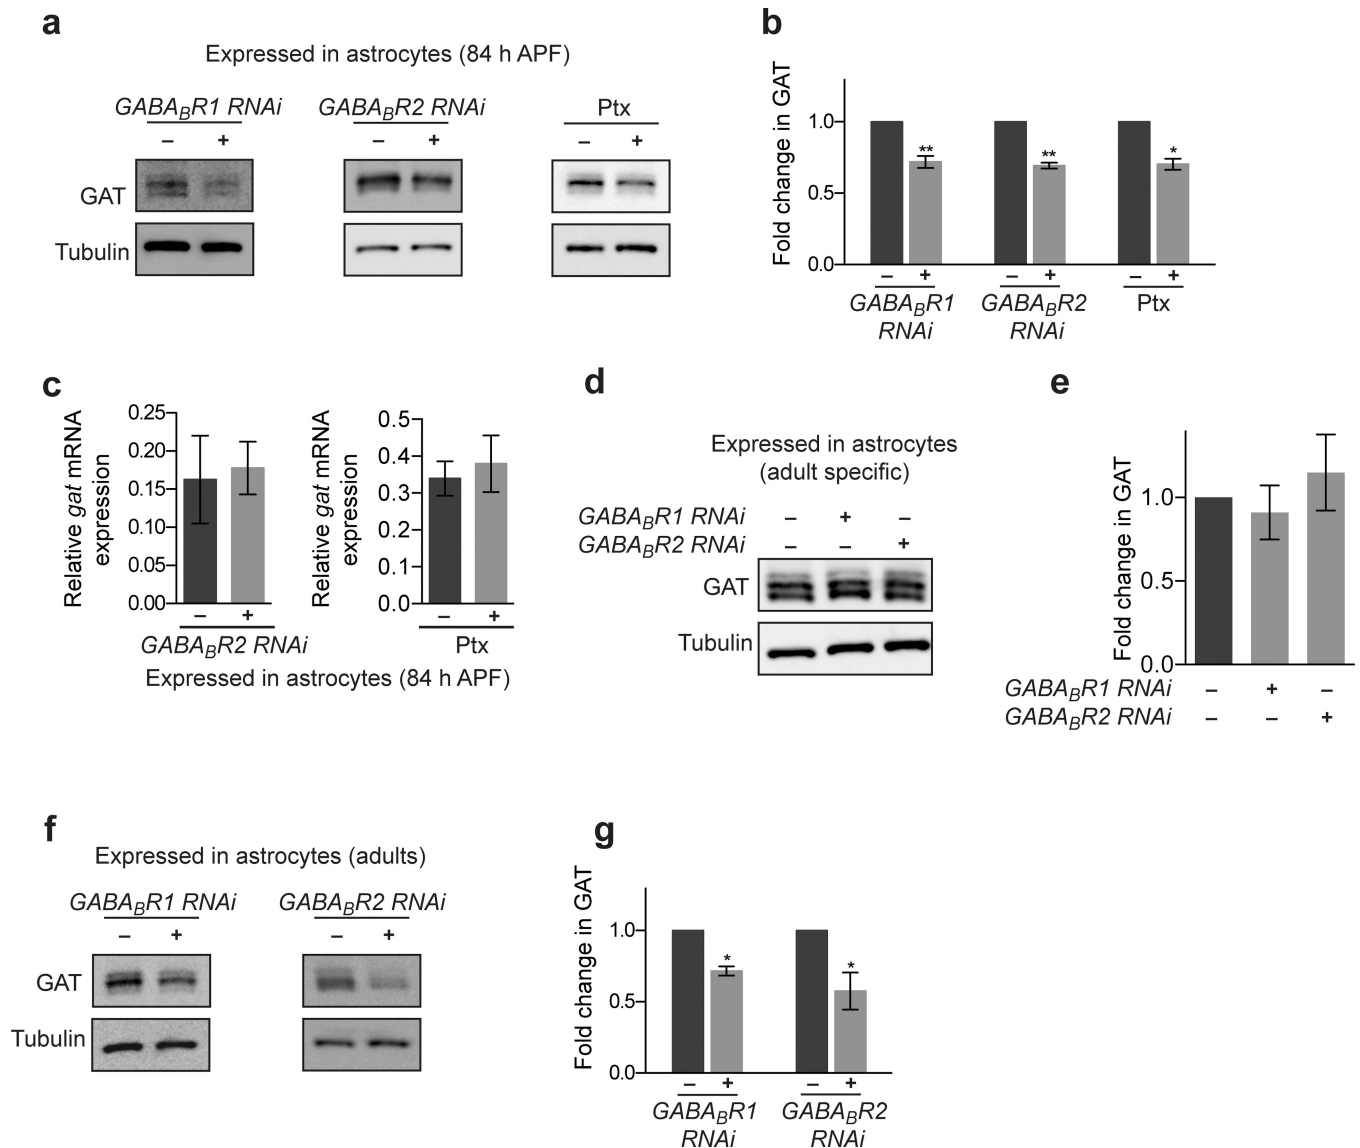 a
Expressed in astrocytes (84 h APF)
GABABR1 RNAi GABABR2 RNAi Ptx
– + – + – +
GAT
Tubulin
b
Fold change in GAT
1.0
0.5
0.0
** ** *
– + – + – +
GABABR1 GABABR2 Ptx
RNAi RNAi
c
Relative gat mRNA
expression
0.25
0.20
0.15
0.10
0.05
0.00
– +
GABABR2 RNAi
Relative gat mRNA
expression
0.5
0.4
0.3
0.2
0.1
0.0
– +
Ptx
Expressed in astrocytes (84 h APF)
d
Expressed in astrocytes
(adult specific)
GABABR1 RNAi – + –
GABABR2 RNAi – – +
GAT
Tubulin
e
Fold change in GAT
1.0
0.5
0.0
GABABR1 RNAi – + –
GABABR2 RNAi – – +
f
Expressed in astrocytes (adults)
GABABR1 RNAi GABABR2 RNAi
– + – +
GAT
Tubulin
g
Fold change in GAT
1.0
0.5
0.0
* *
– + – +
GABABR1 GABABR2
RNAi RNAi